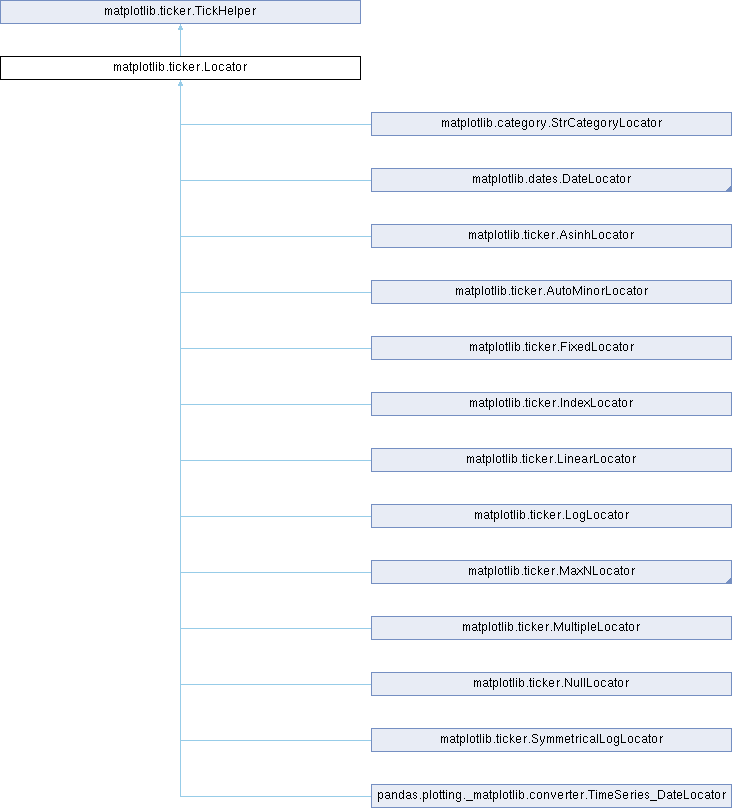 matplotlib.ticker.TickHelper
matplotlib.ticker.Locator
matplotlib.category.StrCategoryLocator
matplotlib.dates.DateLocator
matplotlib.ticker.AsinhLocator
matplotlib.ticker.AutoMinorLocator
matplotlib.ticker.FixedLocator
matplotlib.ticker.IndexLocator
matplotlib.ticker.LinearLocator
matplotlib.ticker.LogLocator
matplotlib.ticker.MaxNLocator
matplotlib.ticker.MultipleLocator
matplotlib.ticker.NullLocator
matplotlib.ticker.SymmetricalLogLocator
pandas.plotting._matplotlib.converter.TimeSeries_DateLocator